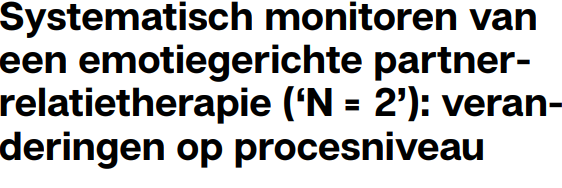 Systematisch monitoren van
een emotiegerichte partner-
relatietherapie (‘N = 2’): veran-
deringen op procesniveau